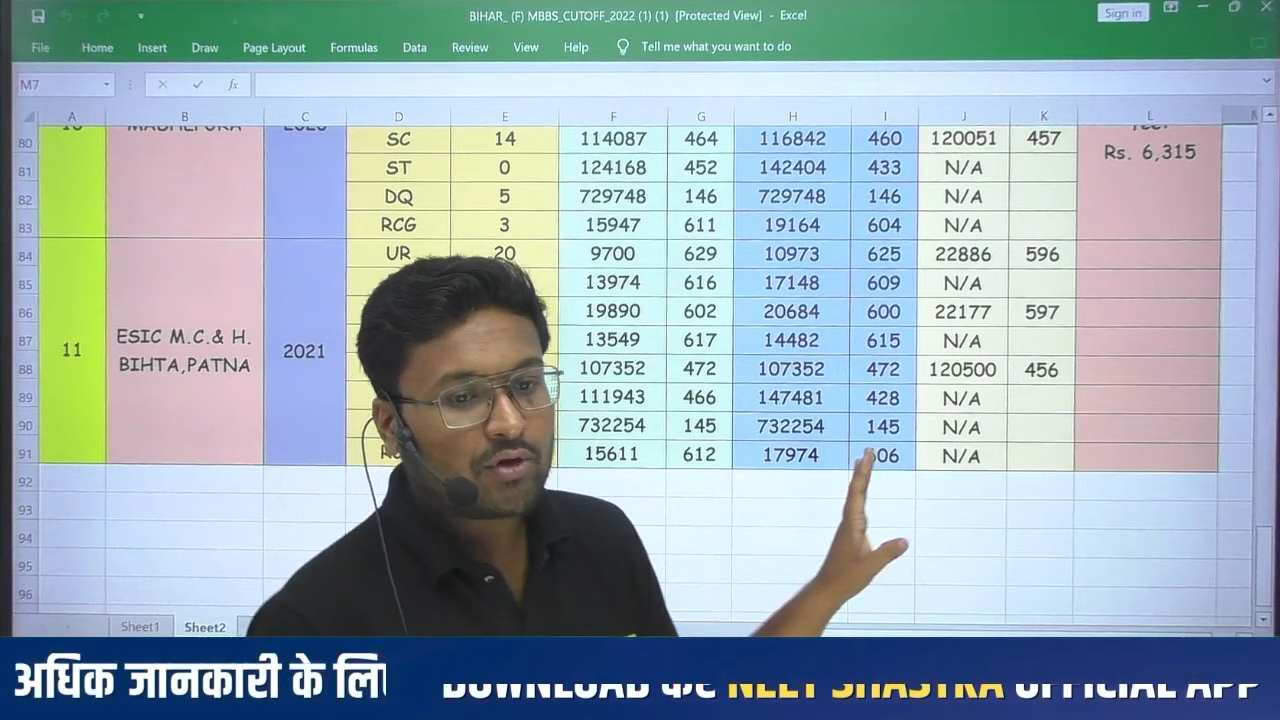 BIHAR_ (F) MBBS_CUTOFF_2022 (1) (1) [Protected View] - Excel
Sign in
File Home Insert Draw Page Layout Formulas Data Review View Help Tell me what you want to do
M7 fx
A B C D E F G H I J K L
80 SC 14 114087 464 116842 460 120051 457
Rs. 6,315
81 ST 0 124168 452 142404 433 N/A
82 DQ 5 729748 146 729748 146 N/A
83 RCG 3 15947 611 19164 604 N/A
84 UR 20 9700 629 10973 625 22886 596
85 13974 616 17148 609 N/A
86 19890 602 20684 600 22177 597
11 ESIC M.C.& H. BIHTA,PATNA 2021
87 13549 617 14482 615 N/A
88 107352 472 107352 472 120500 456
89 111943 466 147481 428 N/A
90 732254 145 732254 145 N/A
91 15611 612 17974 N/A
92
93
94
95
96
Sheet1 Sheet2
अधिक जानकारी के
DOWNLOAD NEET SHASTRA OFFICIAL APP